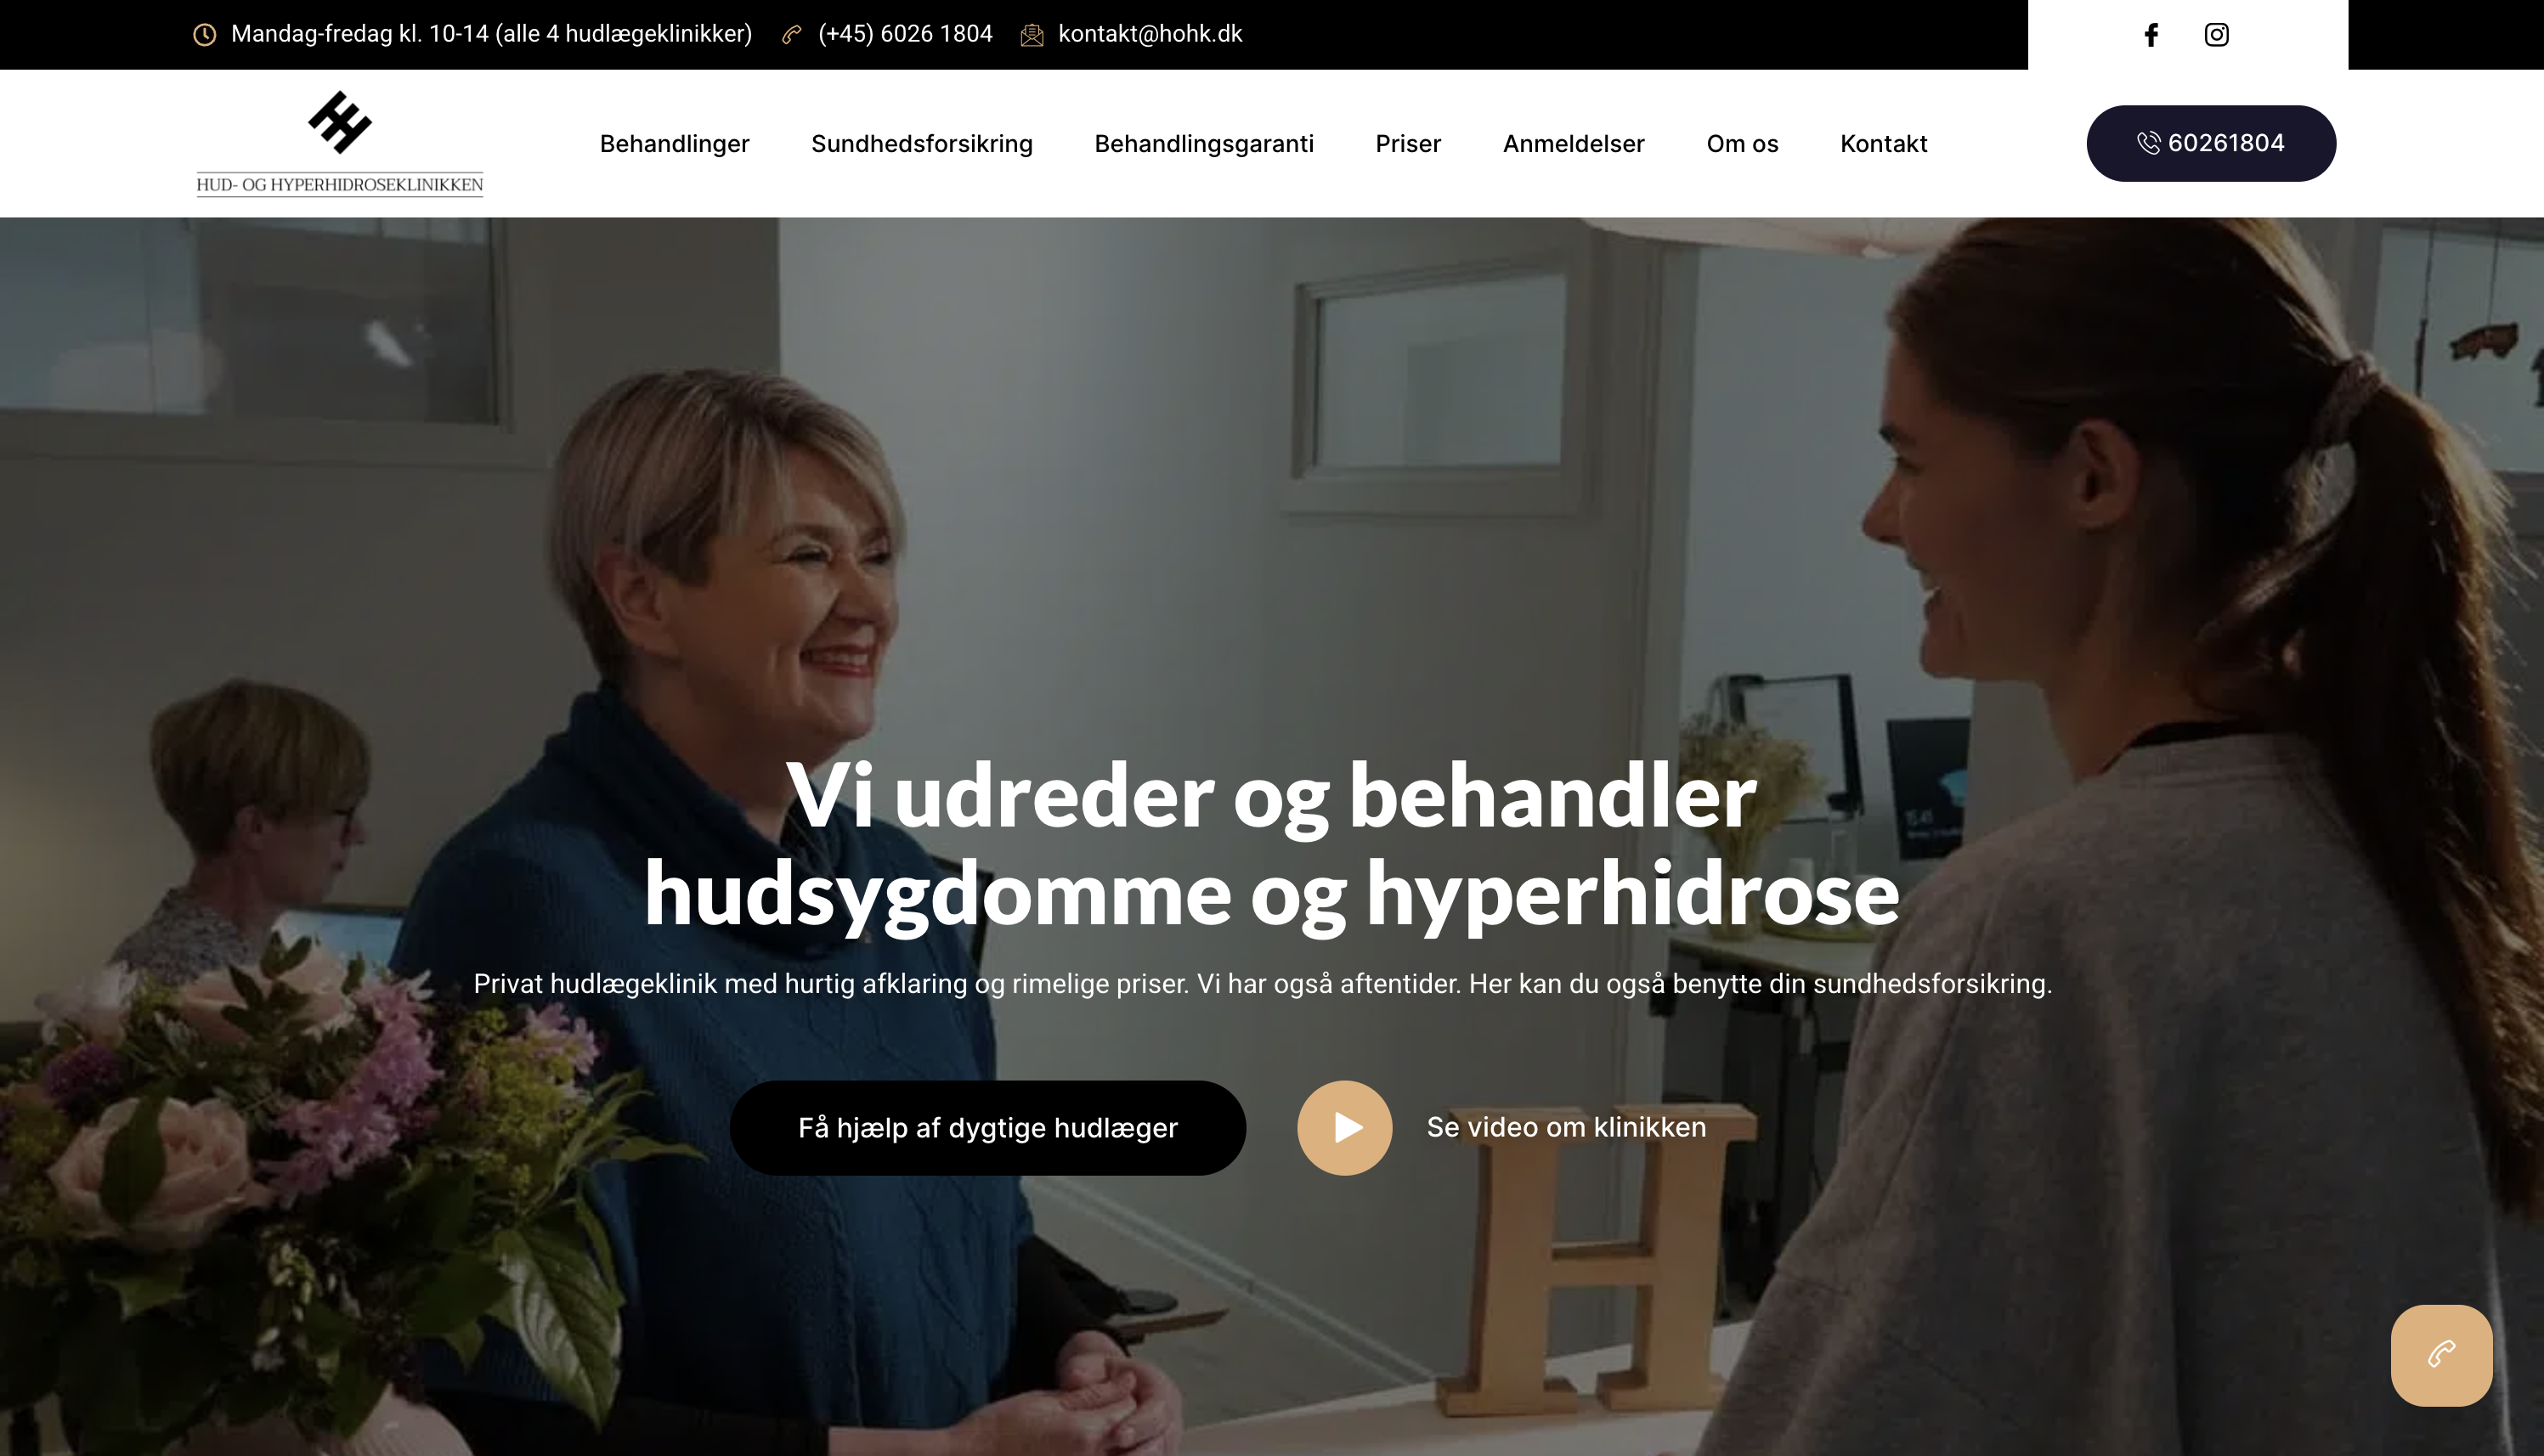 Mandag-fredag kl. 10-14 (alle 4 hudlægeklinikker)
(+45) 6026 1804
kontakt@hohk.dk
HUD- OG HYPERHIDROSEKLINIKKEN
Behandlinger
Sundhedsforsikring
Behandlingsgaranti
Priser
Anmeldelser
Om os
Kontakt
60261804
Vi udreder og behandler
hudsygdomme og hyperhidrose
Privat hudlægeklinik med hurtig afklaring og rimelige priser. Vi har også aftentider. Her kan du også benytte din sundhedsforsikring.
Få hjælp af dygtige hudlæger
Se video om klinikken
15.41
H